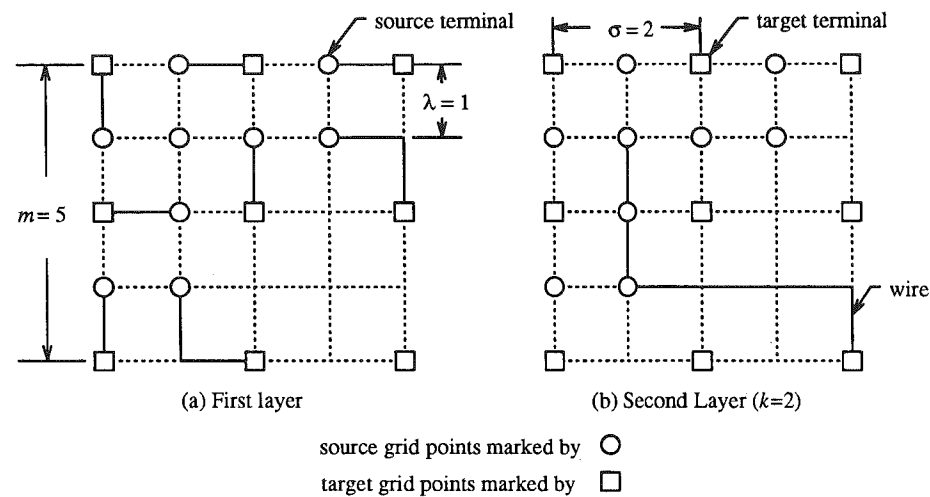 source terminal
target terminal
σ = 2
λ = 1
m = 5
wire
(a) First layer
(b) Second Layer (k=2)
source grid points marked by
target grid points marked by